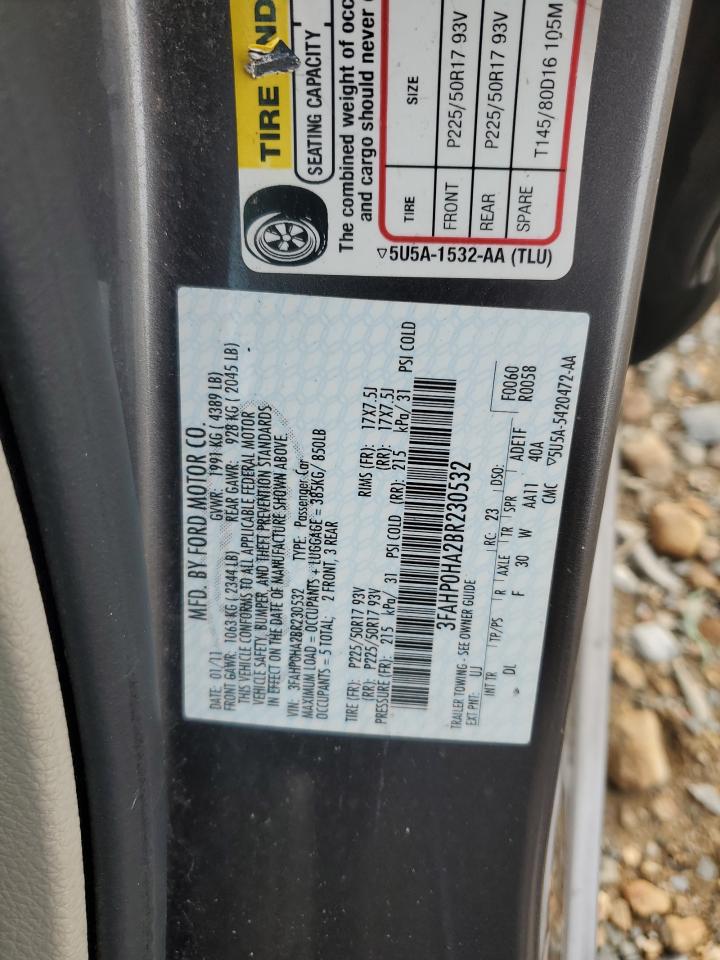 TIRE ND
SEATING CAPACITY
The combined weight of occ
and cargo should never
TIRE SIZE
FRONT P225/50R17 93V
REAR P225/50R17 93V
SPARE T145/80D16 105M
5U5A-1532-AA (TLU)
MFD. BY FORD MOTOR CO.
DATE: 01/11 GVWR: 1991 KG ( 4389 LB)
FRONT GAWR: 1063 KG ( 2344 LB) REAR GAWR: 928 KG ( 2045 LB)
THIS VEHICLE CONFORMS TO ALL APPLICABLE FEDERAL MOTOR
VEHICLE SAFETY, BUMPER, AND THEFT PREVENTION STANDARDS
IN EFFECT ON THE DATE OF MANUFACTURE SHOWN ABOVE.
VIN: 3FAHP0HA2BR230532 TYPE: Passenger Car
MAXIMUM LOAD = OCCUPANTS + LUGGAGE = 385KG/ 850LB
OCCUPANTS = 5 TOTAL; 2 FRONT, 3 REAR
TIRE (FR): P225/50R17 93V RIMS (FR): 17X7.5J
(RR): P225/50R17 93V (RR): 17X7.5J
PRESSURE (FR): 215 kPa/ 31 PSI COLD (RR): 215 kPa/ 31 PSI COLD
3FAHP0HA2BR230532
TRAILER TOWING - SEE OWNER GUIDE
EXT PNT: UJ RC: 23 DSO: F0060
R0058
INT TR TP/PS R AXLE TR SPR ADE1F
DL F 30 W AA11 40A
CMC 5U5A-5420472-AA